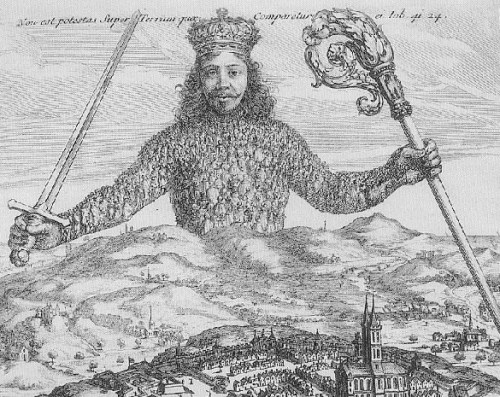 Non est potestas Super Terram quæ Comparetur ei Iob. 41. 24.